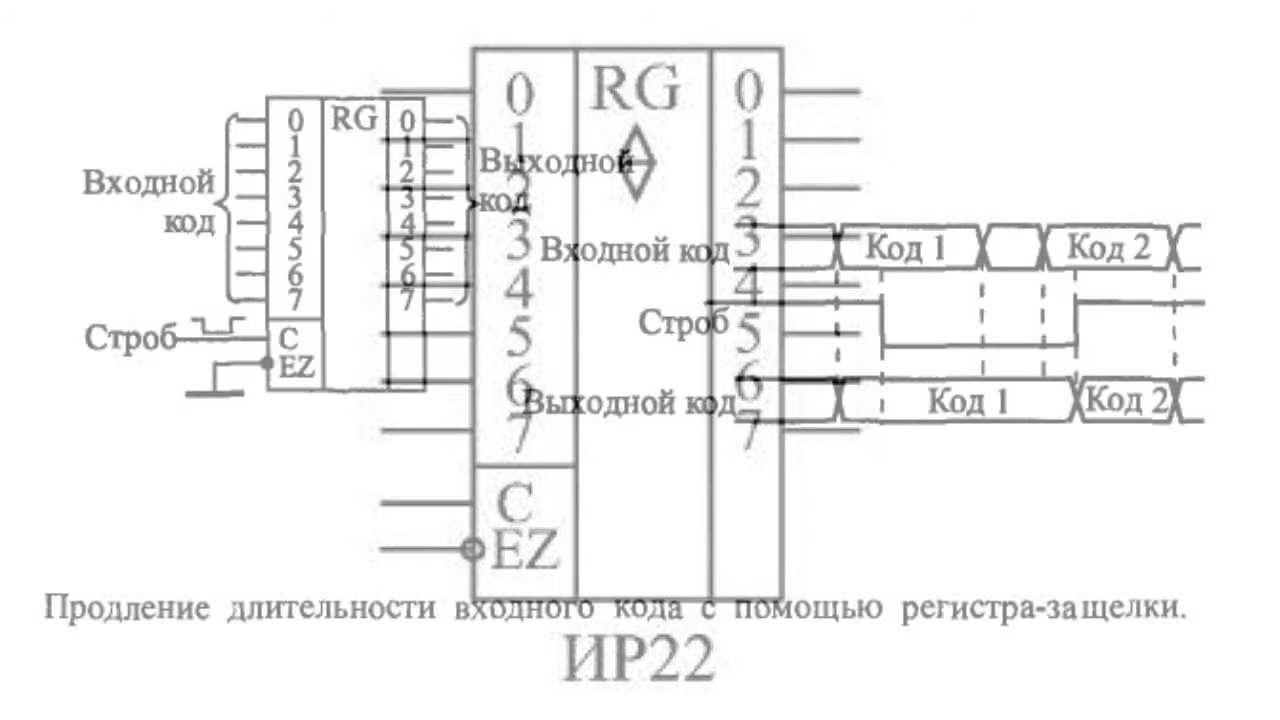 0 RG 0
1 1
2 2
3 3
4 4
5 5
6 6
7 7
C
EZ
Входной
код
Строб
Выходной
код
0 RG 0
1 1
2 2
3 3
4 4
5 5
6 6
7 7
C
EZ
Входной код
Код 1 Код 2
Строб
Выходной код
Код 1 Код 2
Продление длительности входного кода с помощью регистра-защелки.
ИР22